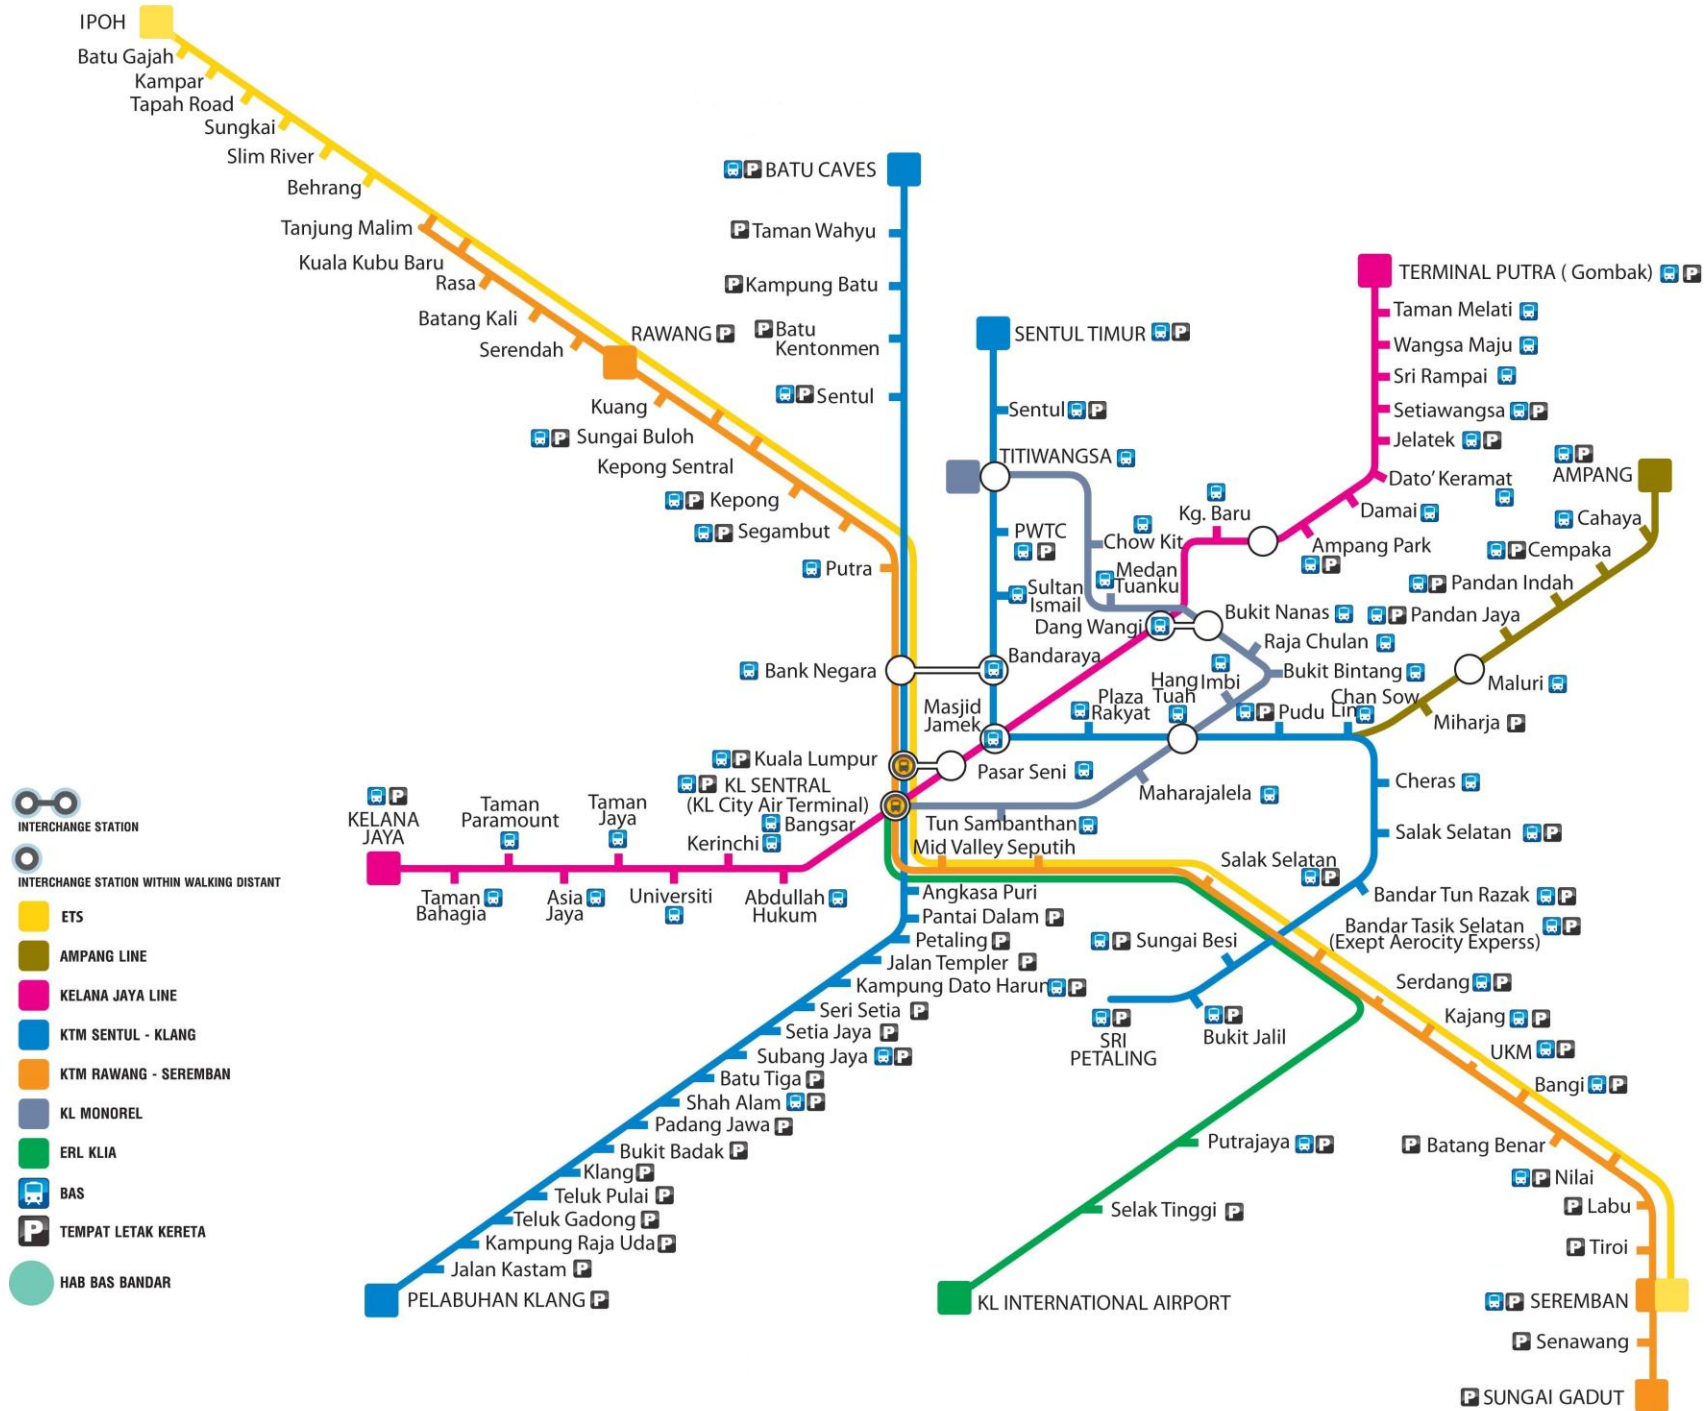 IPOH
Batu Gajah
Kampar
Tapah Road
Sungkai
Slim River
Behrang
Tanjung Malim
Kuala Kubu Baru
Rasa
Batang Kali
Serendah
RAWANG P
Kuang
P Sungai Buloh
Kepong Sentral
P Kepong
P Segambut
Putra
P BATU CAVES
P Taman Wahyu
P Kampung Batu
P Batu
Kentonmen
P Sentul
SENTUL TIMUR P
Sentul P
TITIWANGSA
PWTC
P
Sultan
Ismail
Bandaraya
Bank Negara
Masjid
Jamek
P Kuala Lumpur
P KL SENTRAL
(KL City Air Terminal)
Bangsar
Kerinchi
TERMINAL PUTRA ( Gombak) P
Taman Melati
Wangsa Maju
Sri Rampai
Setiawangsa P
Jelatek P
Dato' Keramat
Damai
Ampang Park
P
Kg. Baru
Chow Kit
Medan
Tuanku
Dang Wangi
Bukit Nanas
Raja Chulan
Bukit Bintang
Imbi
Hang
Tuah
Plaza
Rakyat
P Pudu
Chan Sow
Lin
P
AMPANG
Cahaya
P Cempaka
P Pandan Indah
P Pandan Jaya
Maluri
Miharja P
Pasar Seni
Maharajalela
Tun Sambanthan
Mid Valley Seputih
Cheras
Salak Selatan P
Salak Selatan
P
Bandar Tun Razak P
Bandar Tasik Selatan P
(Exept Aerocity Experss)
P Sungai Besi
P
Bukit Jalil
P
SRI
PETALING
Serdang P
Kajang P
UKM P
Bangi P
P Batang Benar
P Nilai
P Labu
P Tiroi
P SEREMBAN
P Senawang
P SUNGAI GADUT
Putrajaya P
Selak Tinggi P
KL INTERNATIONAL AIRPORT
P
KELANA
JAYA
Taman
Paramount
Taman
Jaya
Taman
Bahagia
Asia
Jaya
Universiti
Abdullah
Hukum
Angkasa Puri
Pantai Dalam P
Petaling P
Jalan Templer P
Kampung Dato Harun P
Seri Setia P
Setia Jaya P
Subang Jaya P
Batu Tiga P
Shah Alam P
Padang Jawa P
Bukit Badak P
Klang P
Teluk Pulai P
Teluk Gadong P
Kampung Raja Uda P
Jalan Kastam P
PELABUHAN KLANG P
INTERCHANGE STATION
INTERCHANGE STATION WITHIN WALKING DISTANT
ETS
AMPANG LINE
KELANA JAYA LINE
KTM SENTUL - KLANG
KTM RAWANG - SEREMBAN
KL MONOREL
ERL KLIA
BAS
P TEMPAT LETAK KERETA
HAB BAS BANDAR